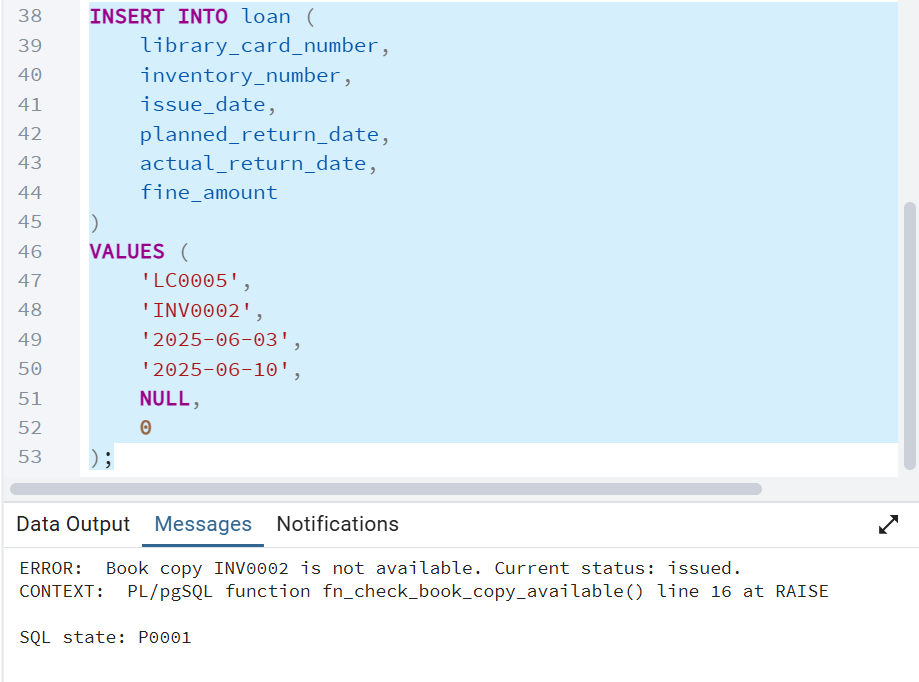 38 INSERT INTO loan (
39 library_card_number,
40 inventory_number,
41 issue_date,
42 planned_return_date,
43 actual_return_date,
44 fine_amount
45 )
46 VALUES (
47 'LC0005',
48 'INV0002',
49 '2025-06-03',
50 '2025-06-10',
51 NULL,
52 0
53 );
Data Output Messages Notifications
ERROR:  Book copy INV0002 is not available. Current status: issued.
CONTEXT:  PL/pgSQL function fn_check_book_copy_available() line 16 at RAISE
SQL state: P0001